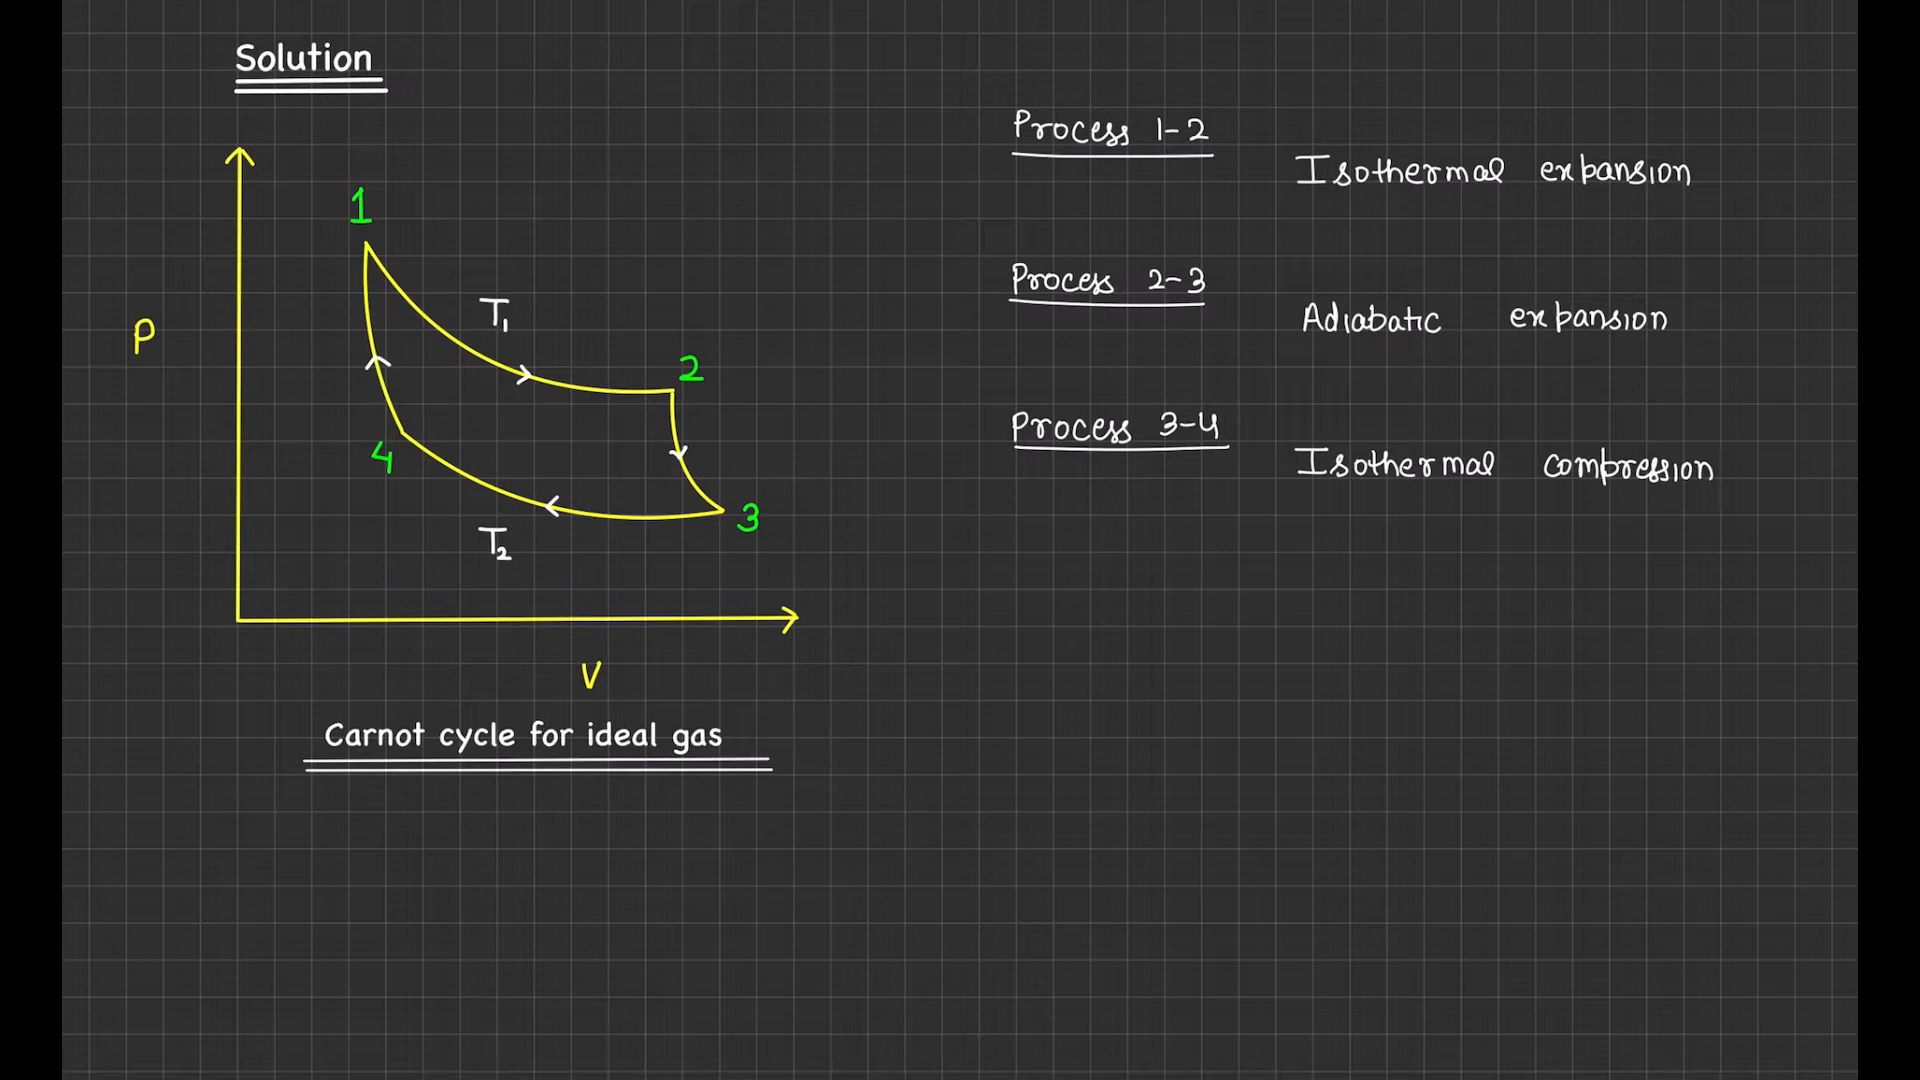 Solution
P
1
T₁
2
4
3
T₂
V
Carnot cycle for ideal gas
Process 1-2
Isothermal expansion
Process 2-3
Adiabatic expansion
Process 3-4
Isothermal compression